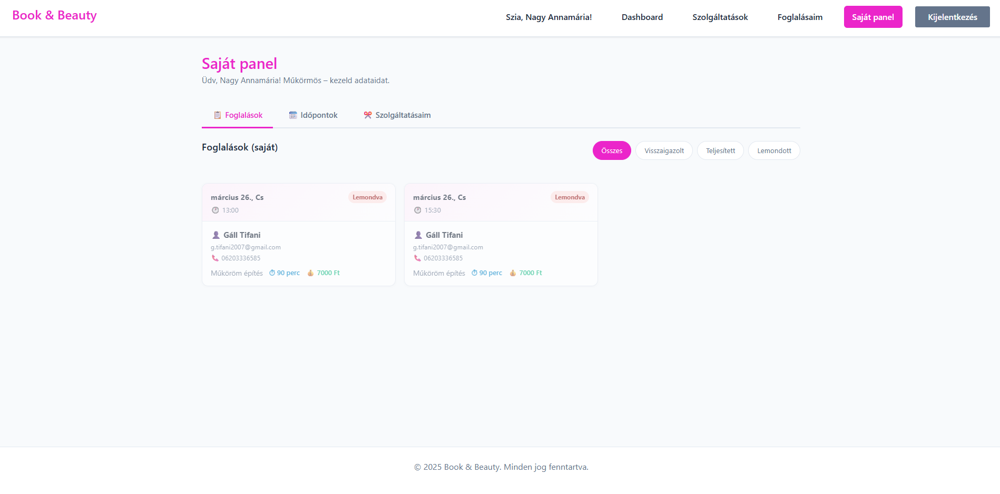 Book & Beauty
Szia, Nagy Annamária!
Dashboard
Szolgáltatások
Foglalásaim
Saját panel
Kijelentkezés
Saját panel
Üdv, Nagy Annamária! Műkörmös – kezeld adataidat.
Foglalások
Időpontok
Szolgáltatásaim
Foglalások (saját)
Összes
Visszaigazolt
Teljesített
Lemondott
március 26., Cs
Lemondva
13:00
Gáll Tifani
g.tifani2007@gmail.com
06203336585
Műköröm építés 90 perc 7000 Ft
március 26., Cs
Lemondva
15:30
Gáll Tifani
g.tifani2007@gmail.com
06203336585
Műköröm építés 90 perc 7000 Ft
© 2025 Book & Beauty. Minden jog fenntartva.